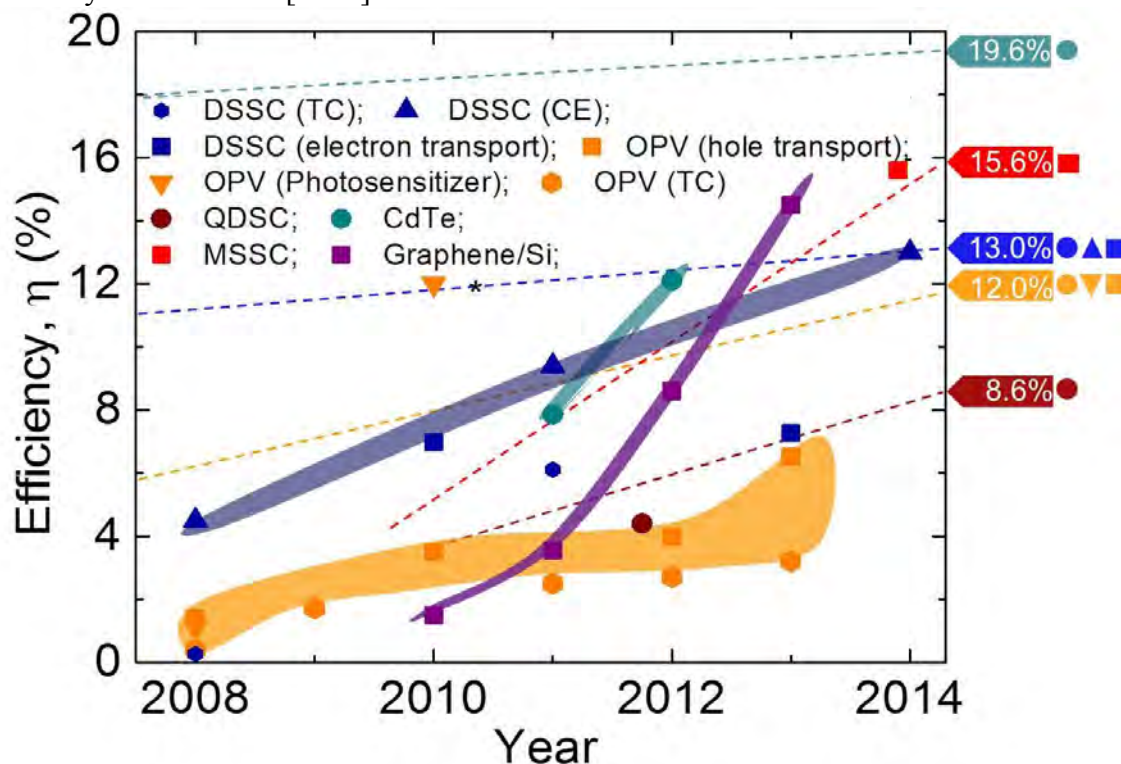 20
16
12
8
4
0
Efficiency, η (%)
DSSC (TC); DSSC (CE);
DSSC (electron transport); OPV (hole transport);
OPV (Photosensitizer); OPV (TC)
QDSC; CdTe;
MSSC; Graphene/Si;
*
19.6%
15.6%
13.0%
12.0%
8.6%
2008 2010 2012 2014
Year